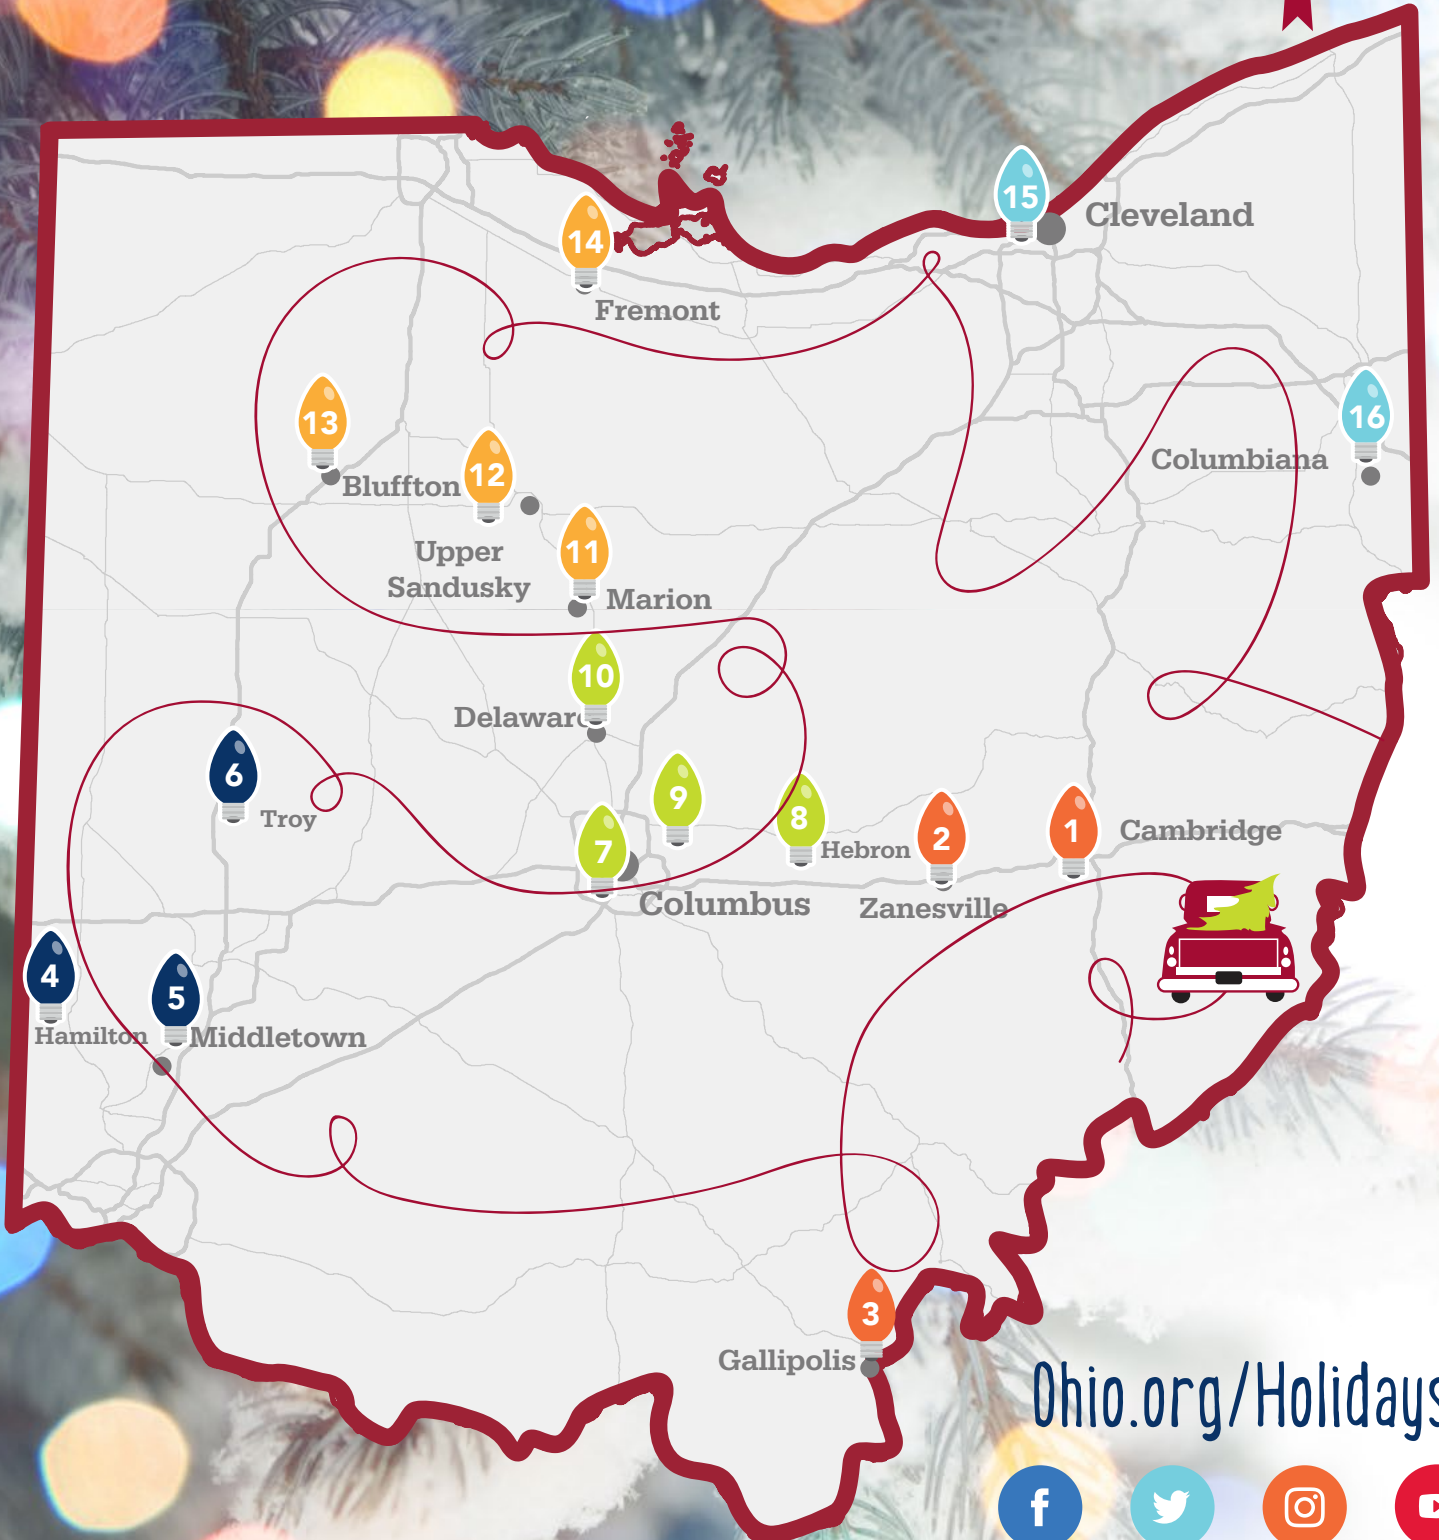 15
Cleveland
14
Fremont
13
Bluffton
12
Upper
Sandusky
11
Marion
16
Columbiana
10
Delaware
6
Troy
9
8
Hebron
7
Columbus
2
Zanesville
1
Cambridge
4
Hamilton
5
Middletown
3
Gallipolis
Ohio.org/Holidays
f